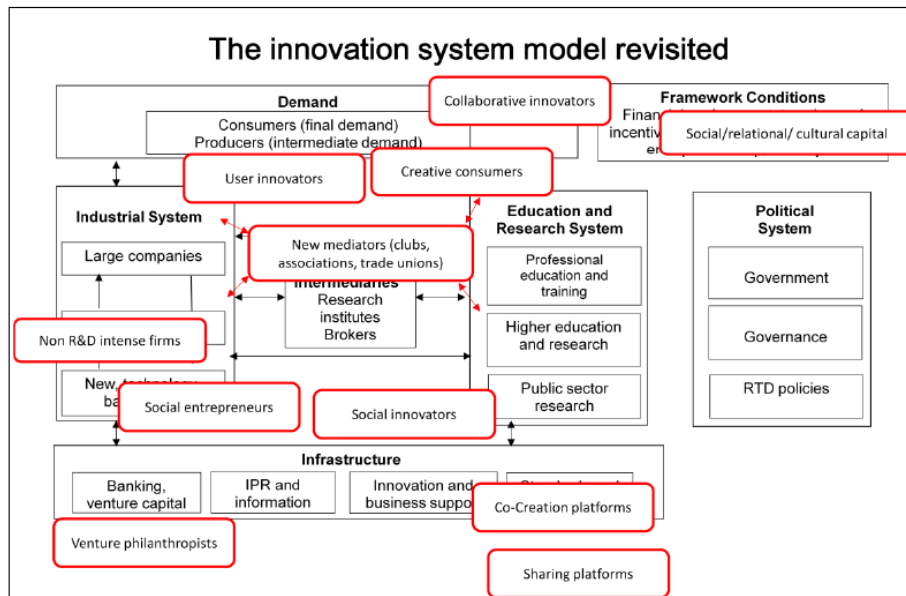 The innovation system model revisited
Demand
Consumers (final demand)
Producers (intermediate demand)
Collaborative innovators
Framework Conditions
Social/relational/ cultural capital
User innovators
Creative consumers
Industrial System
Large companies
Non R&D intense firms
New,
Social entrepreneurs
New mediators (clubs,
associations, trade unions)
Intermediaries
Research
institutes
Brokers
Social innovators
Education and
Research System
Professional
education and
training
Higher education
and research
Public sector
research
Political
System
Government
Governance
RTD policies
Infrastructure
Banking,
venture capital
IPR and
information
Innovation and
business suppor
Co-Creation platforms
Venture philanthropists
Sharing platforms